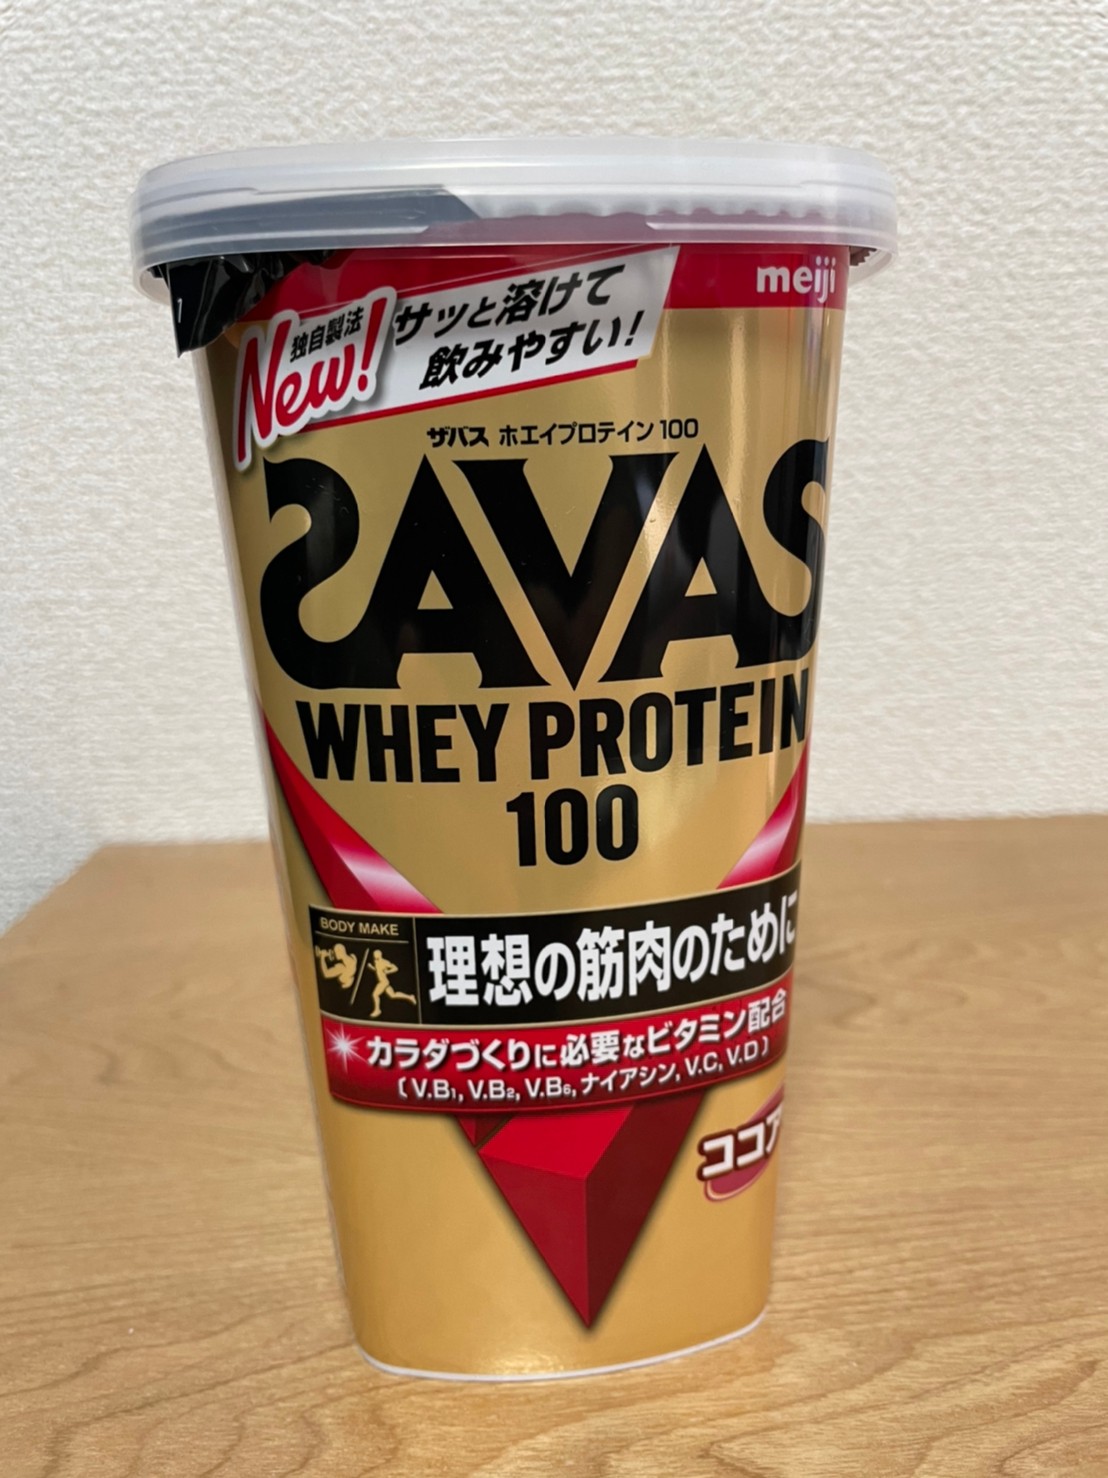 meiji
独自製法
New!
サッと溶けて
飲みやすい!
ザバス ホエイプロテイン100
SAVAS
WHEY PROTEIN
100
BODY MAKE
理想の筋肉のために
カラダづくりに必要なビタミン配合
(V.B1, V.B2, V.B6, ナイアシン, V.C, V.D)
ココア